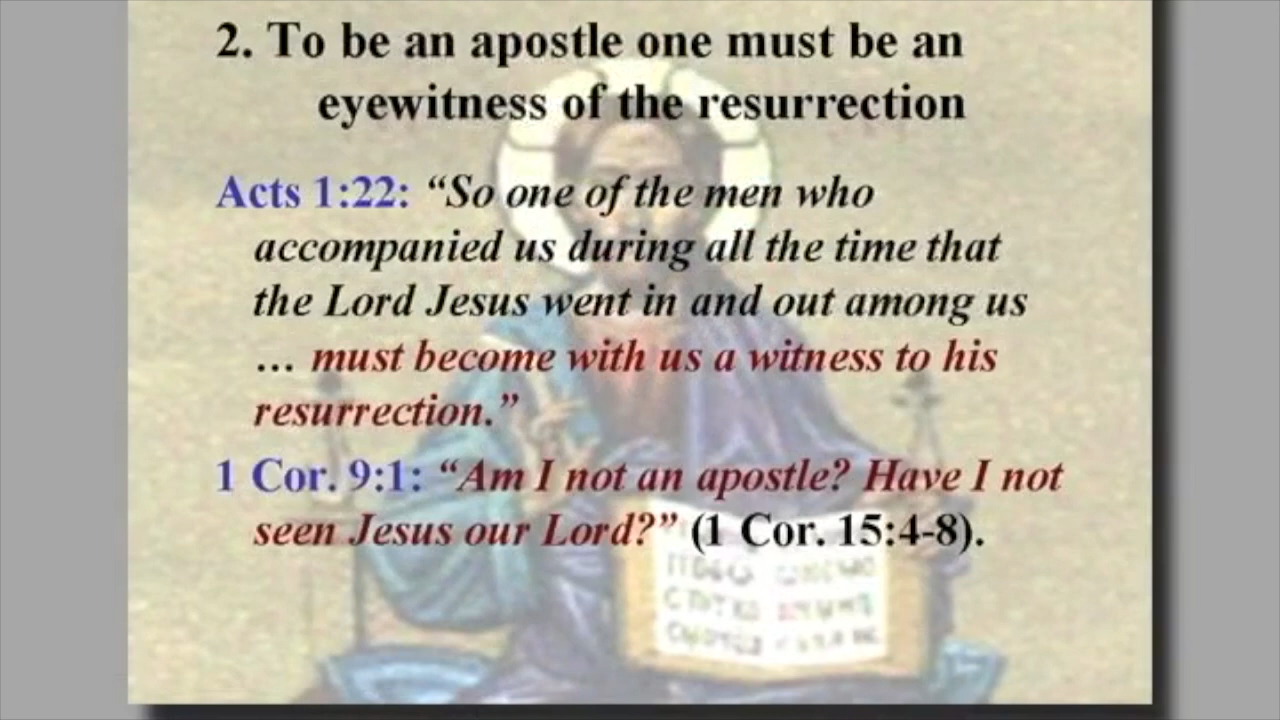 2. To be an apostle one must be an
eyewitness of the resurrection
Acts 1:22: “So one of the men who
accompanied us during all the time that
the Lord Jesus went in and out among us
… must become with us a witness to his
resurrection.”
1 Cor. 9:1: “Am I not an apostle? Have I not
seen Jesus our Lord?” (1 Cor. 15:4-8).